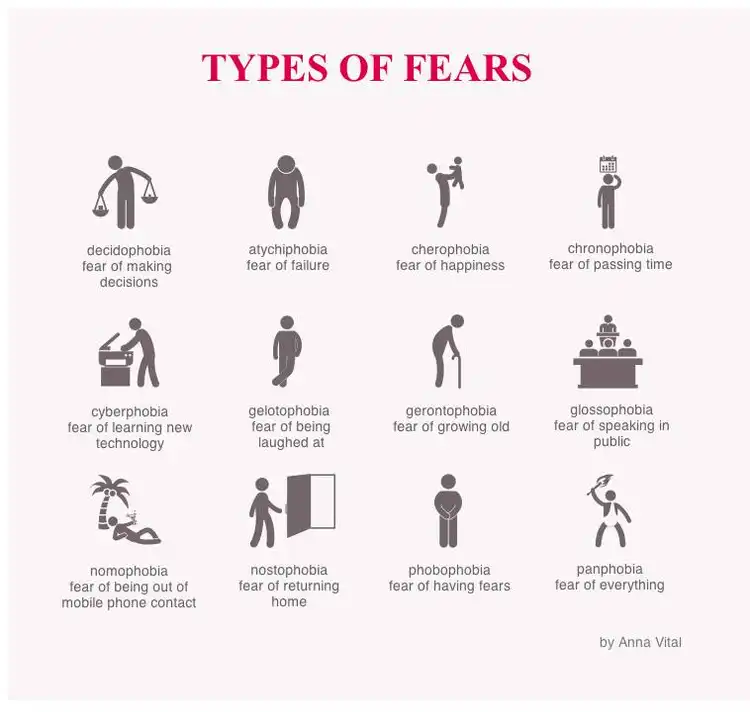 TYPES OF FEARS
decidophobia
fear of making
decisions
atychiphobia
fear of failure
cherophobia
fear of happiness
chronophobia
fear of passing time
cyberphobia
fear of learning new
technology
gelotophobia
fear of being
laughed at
gerontophobia
fear of growing old
glossophobia
fear of speaking in
public
nomophobia
fear of being out of
mobile phone contact
nostophobia
fear of returning
home
phobophobia
fear of having fears
panphobia
fear of everything
by Anna Vital